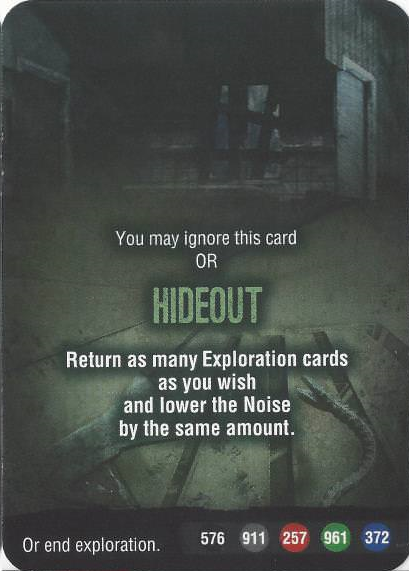 You may ignore this card
OR
HIDEOUT
Return as many Exploration cards
as you wish
and lower the Noise
by the same amount.
Or end exploration.
576 911 257 961 372